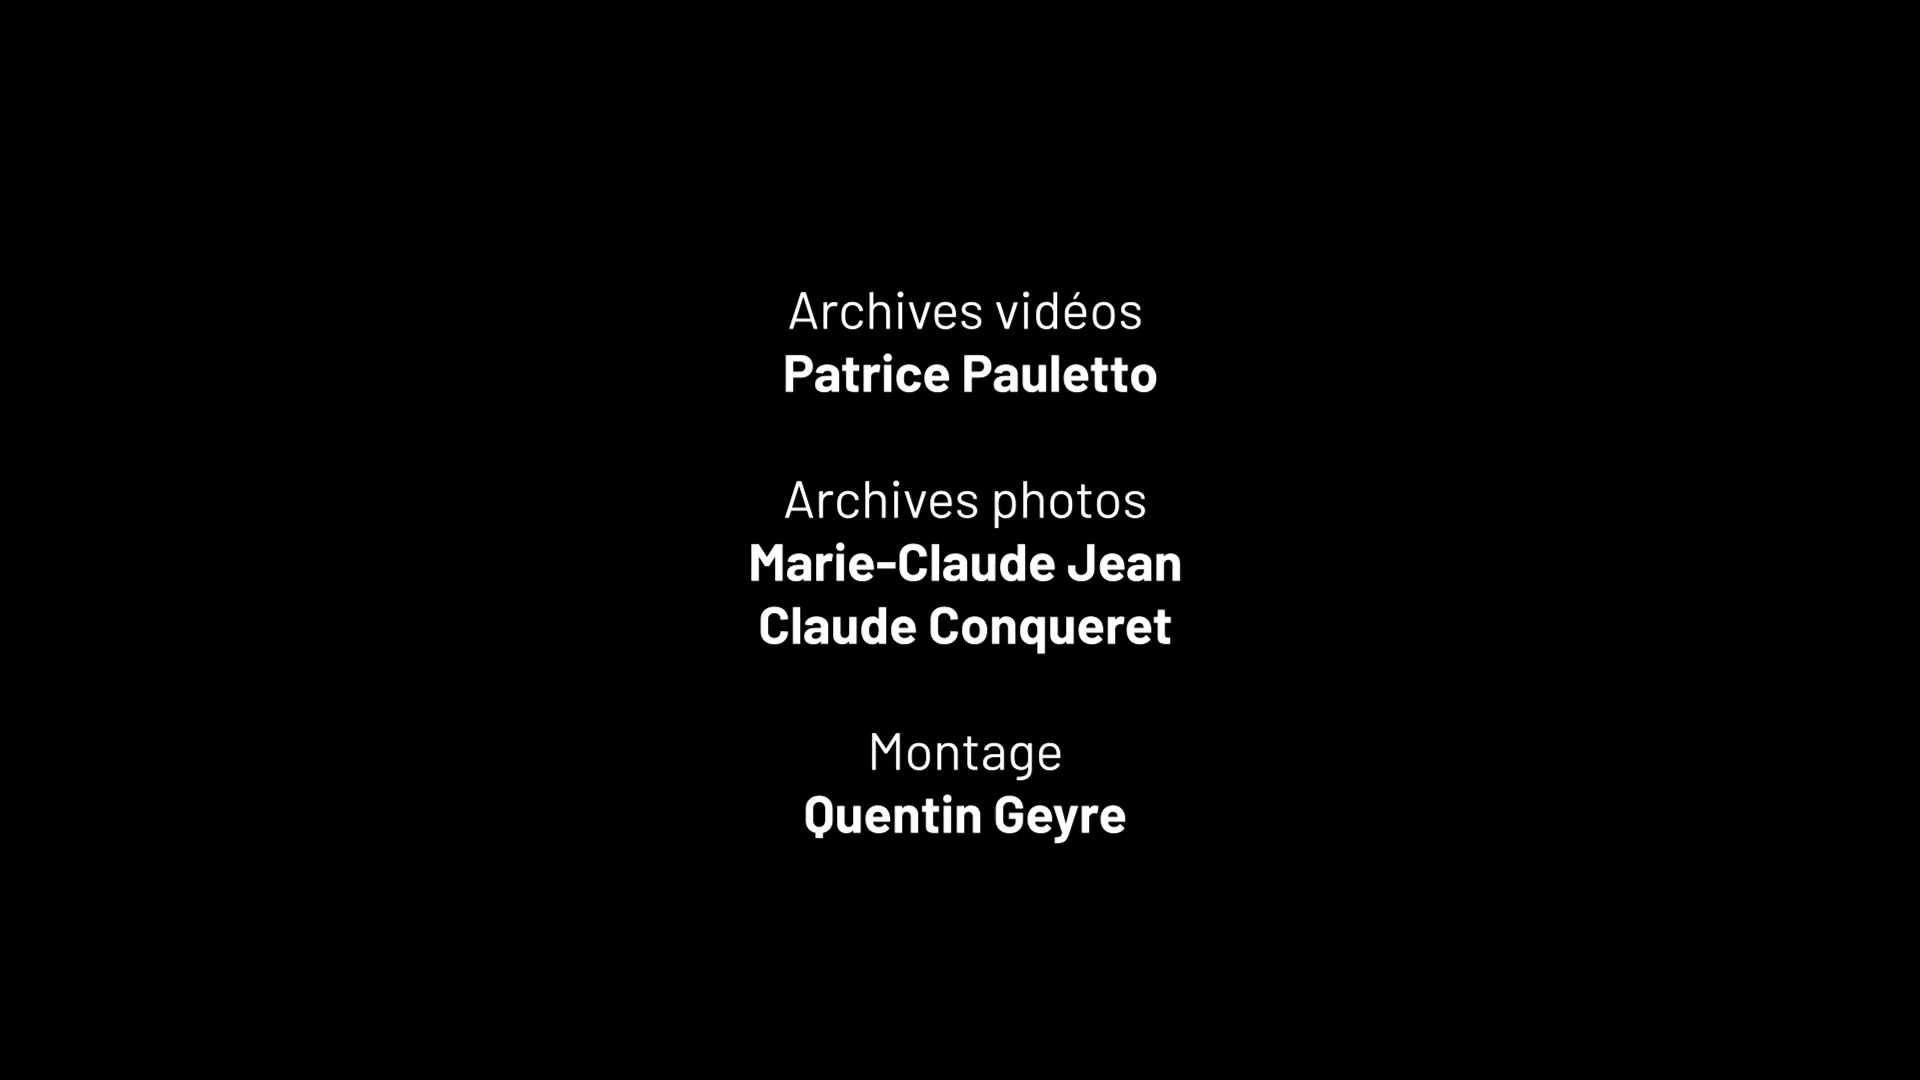 Archives vidéos
Patrice Pauletto
Archives photos
Marie-Claude Jean
Claude Conqueret
Montage
Quentin Geyre